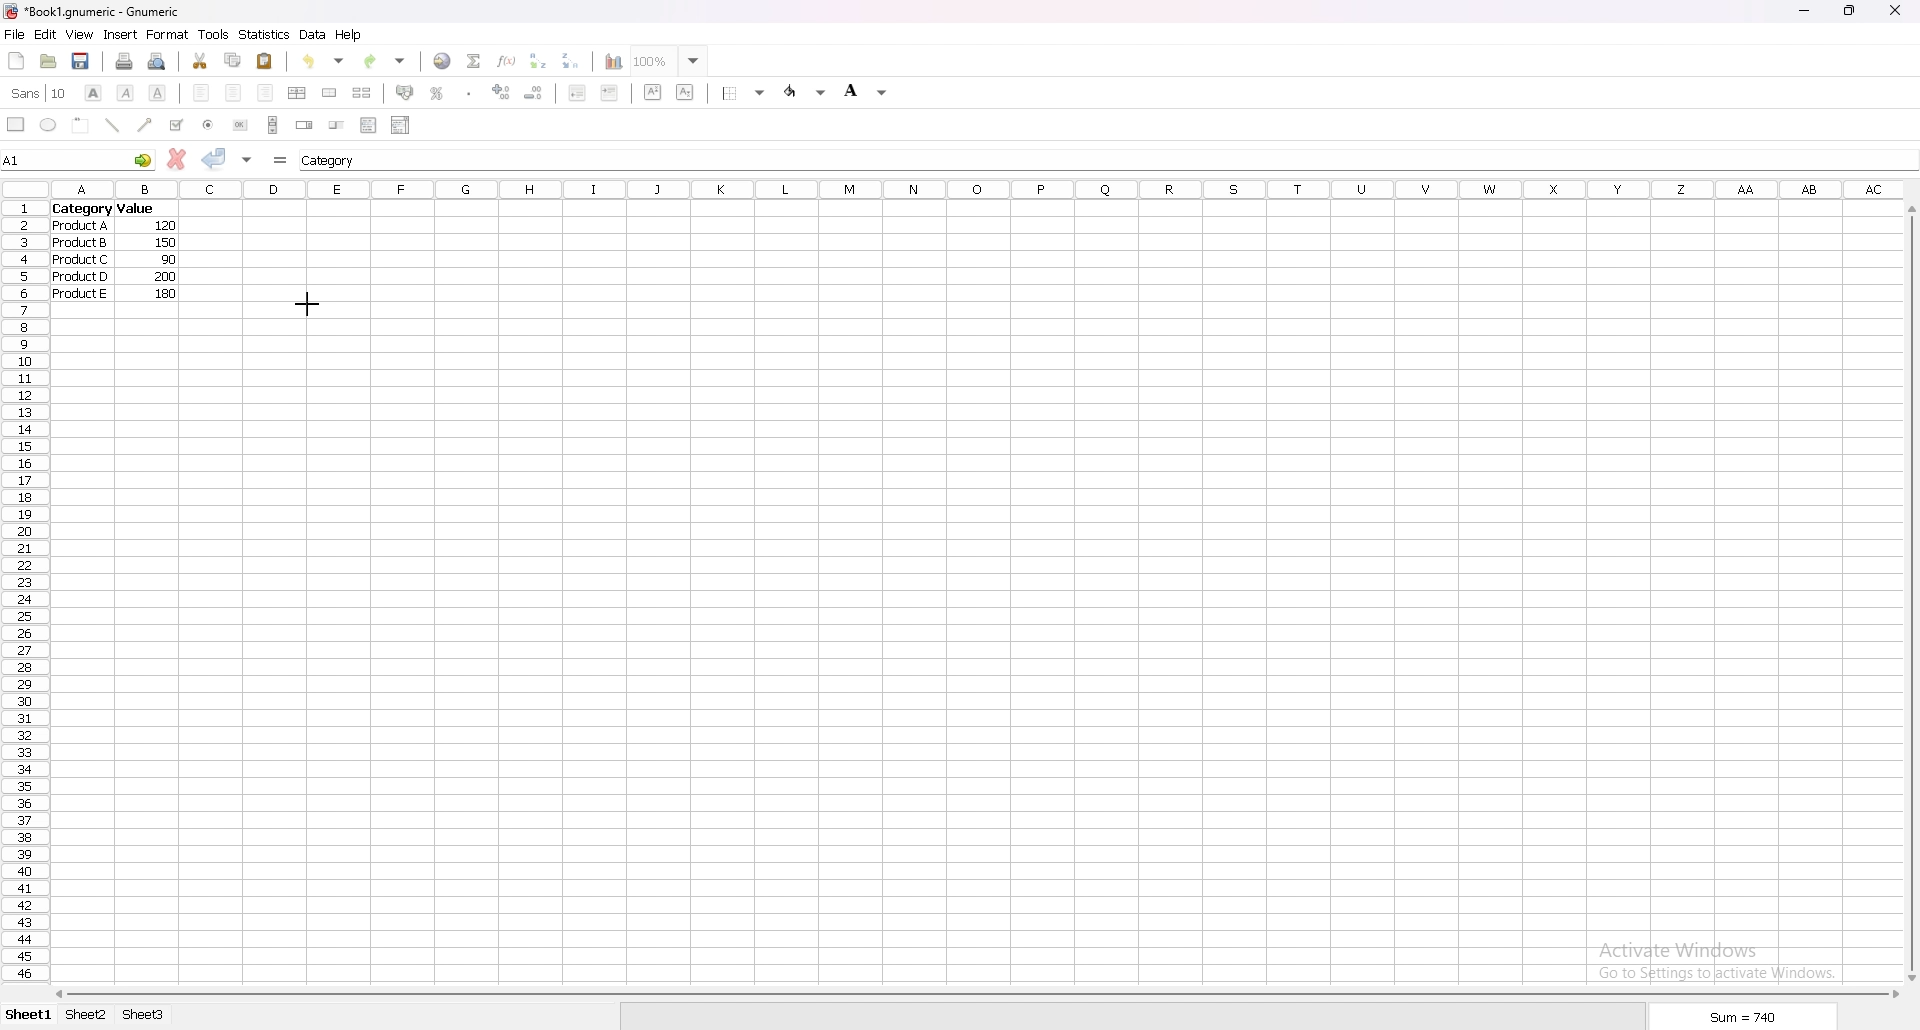 *Book1.gnumeric - Gnumeric
File Edit View Insert Format Tools Statistics Data Help
f(x) 100%
Sans 10 A A A % A
OK
A1 = Category
A B C D E F G H I J K L M N O P Q R S T U V W X Y Z AA AB AC
1 Category Value
2 Product A 120
3 Product B 150
4 Product C 90
5 Product D 200
6 Product E 180
7
8
9
10
11
12
13
14
15
16
17
18
19
20
21
22
23
24
25
26
27
28
29
30
31
32
33
34
35
36
37
38
39
40
41
42
43
44
45
46
Activate Windows
Go to Settings to activate Windows.
Sheet1 Sheet2 Sheet3 Sum = 740